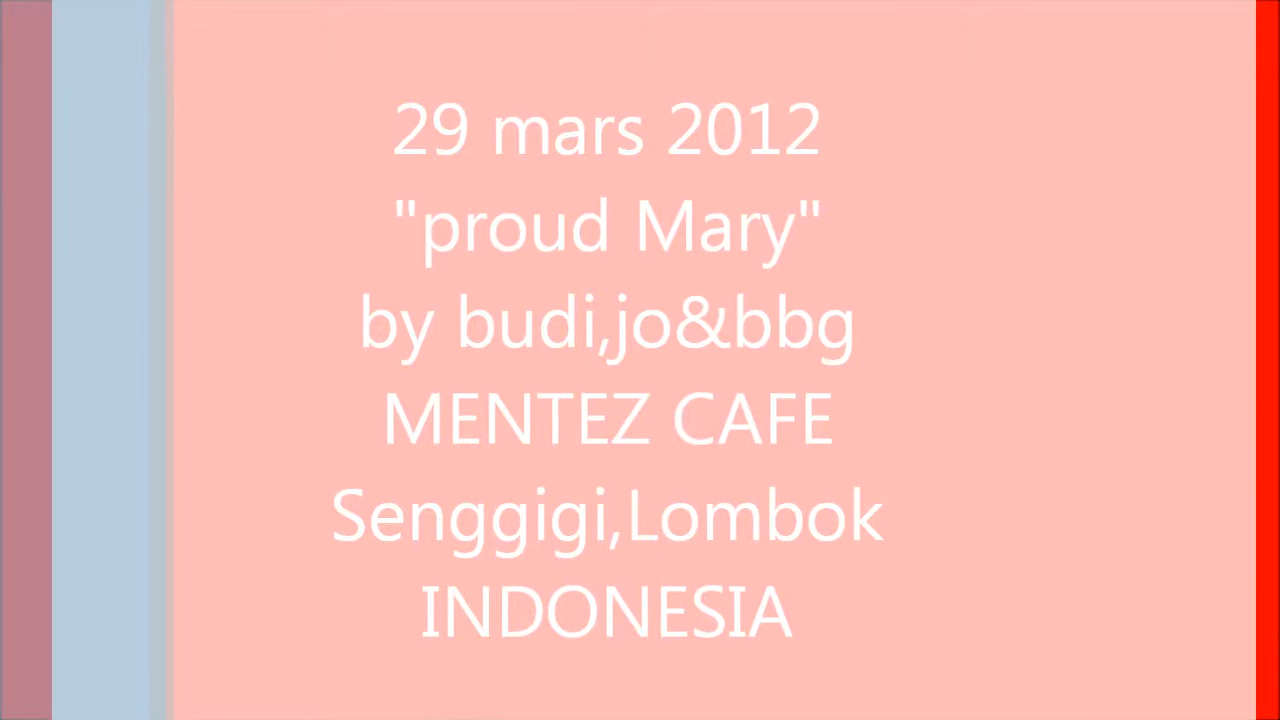 29 mars 2012
"proud Mary"
by budi,jo&bbg
MENTEZ CAFE
Senggigi,Lombok
INDONESIA